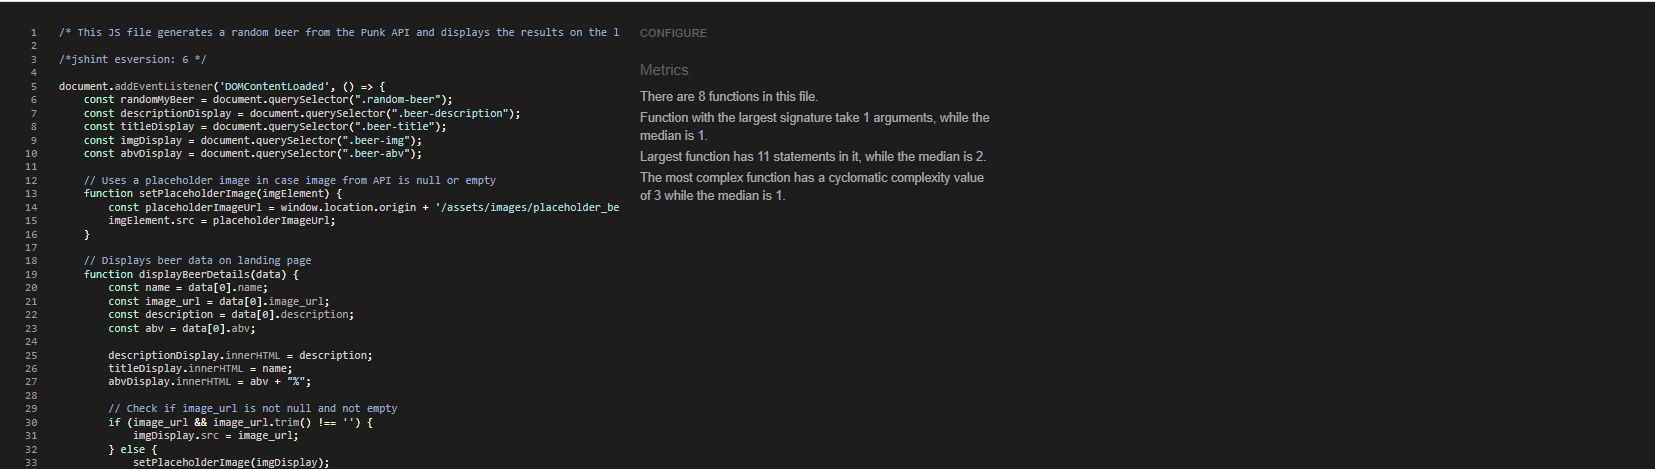 1 /* This JS file generates a random beer from the Punk API and displays the results on the l
2
3 /*jshint esversion: 6 */
4
5 document.addEventListener('DOMContentLoaded', () => {
6 const randomMyBeer = document.querySelector(".random-beer");
7 const descriptionDisplay = document.querySelector(".beer-description");
8 const titleDisplay = document.querySelector(".beer-title");
9 const imgDisplay = document.querySelector(".beer-img");
10 const abvDisplay = document.querySelector(".beer-abv");
11
12 // Uses a placeholder image in case image from API is null or empty
13 function setPlaceholderImage(imgElement) {
14 const placeholderImageUrl = window.location.origin + '/assets/images/placeholder_be
15 imgElement.src = placeholderImageUrl;
16 }
17
18 // Displays beer data on landing page
19 function displayBeerDetails(data) {
20 const name = data[0].name;
21 const image_url = data[0].image_url;
22 const description = data[0].description;
23 const abv = data[0].abv;
24
25 descriptionDisplay.innerHTML = description;
26 titleDisplay.innerHTML = name;
27 abvDisplay.innerHTML = abv + "%";
28
29 // Check if image_url is not null and not empty
30 if (image_url && image_url.trim() !== '') {
31 imgDisplay.src = image_url;
32 } else {
33 setPlaceholderImage(imgDisplay);
CONFIGURE
Metrics
There are 8 functions in this file.
Function with the largest signature take 1 arguments, while the
median is 1.
Largest function has 11 statements in it, while the median is 2.
The most complex function has a cyclomatic complexity value
of 3 while the median is 1.